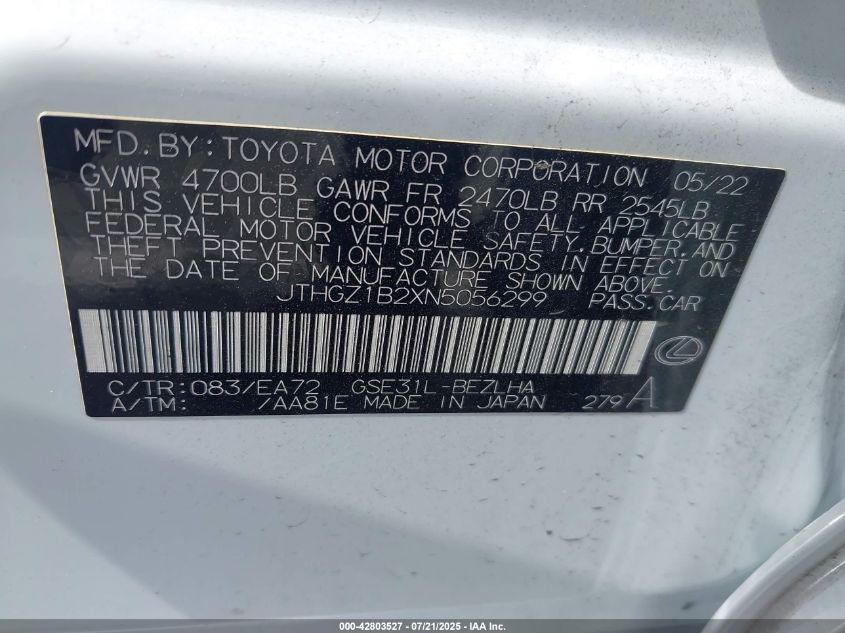 MFD. BY: TOYOTA MOTOR CORPORATION 05/22
GVWR 4700LB GAWR FR 2470LB RR 2545LB
THIS VEHICLE CONFORMS TO ALL APPLICABLE
FEDERAL MOTOR VEHICLE SAFETY, BUMPER, AND
THEFT PREVENTION STANDARDS IN EFFECT ON
THE DATE OF MANUFACTURE SHOWN ABOVE.
JTHGZ1B2XN5056299 PASS. CAR
C/TR: 083/EA72 GSE31L-BEZLHA
A/TM: /AA81E MADE IN JAPAN 279A
000-42803527 - 07/21/2025 - IAA Inc.